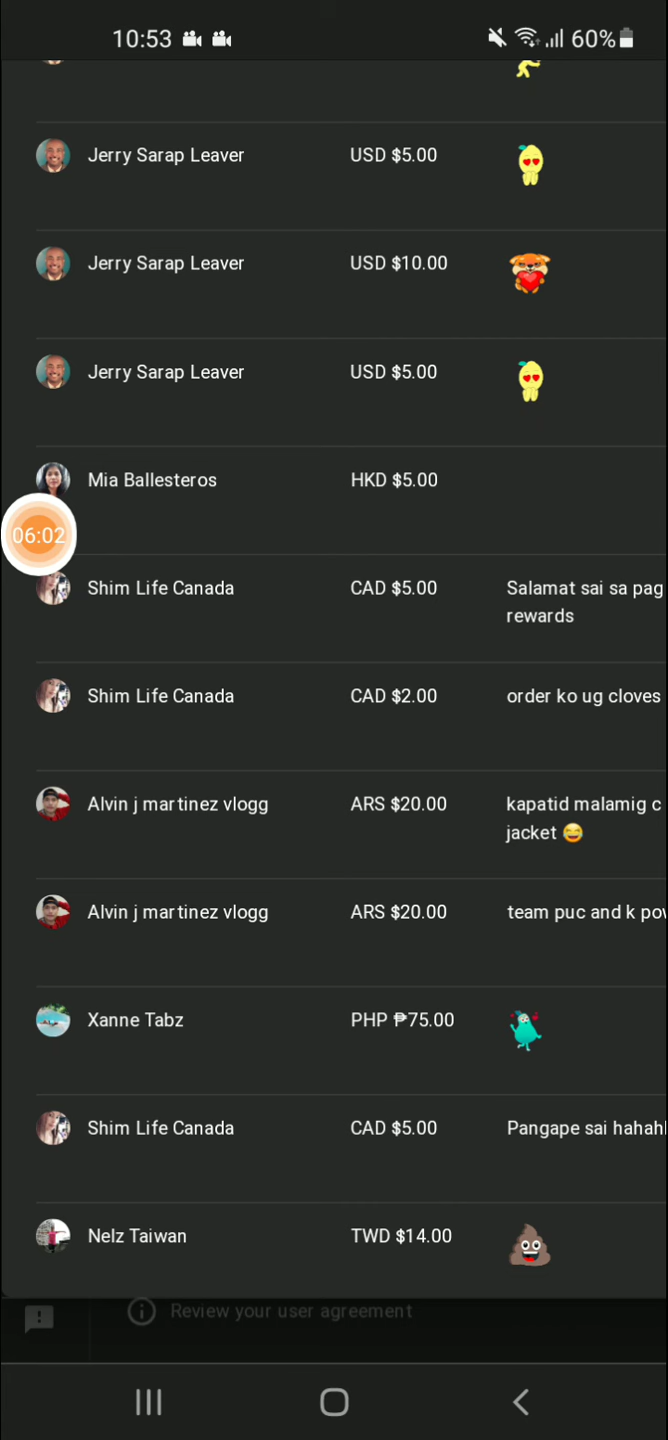 10:53
60%
Jerry Sarap Leaver USD $5.00
Jerry Sarap Leaver USD $10.00
Jerry Sarap Leaver USD $5.00
Mia Ballesteros HKD $5.00
06:02
Shim Life Canada CAD $5.00 Salamat sai sa pag
rewards
Shim Life Canada CAD $2.00 order ko ug cloves
Alvin j martinez vlogg ARS $20.00 kapatid malamig c
jacket 😂
Alvin j martinez vlogg ARS $20.00 team puc and k
Xanne Tabz PHP ₱75.00
Shim Life Canada CAD $5.00 Pangape sai
Nelz Taiwan TWD $14.00
Review your user agreement